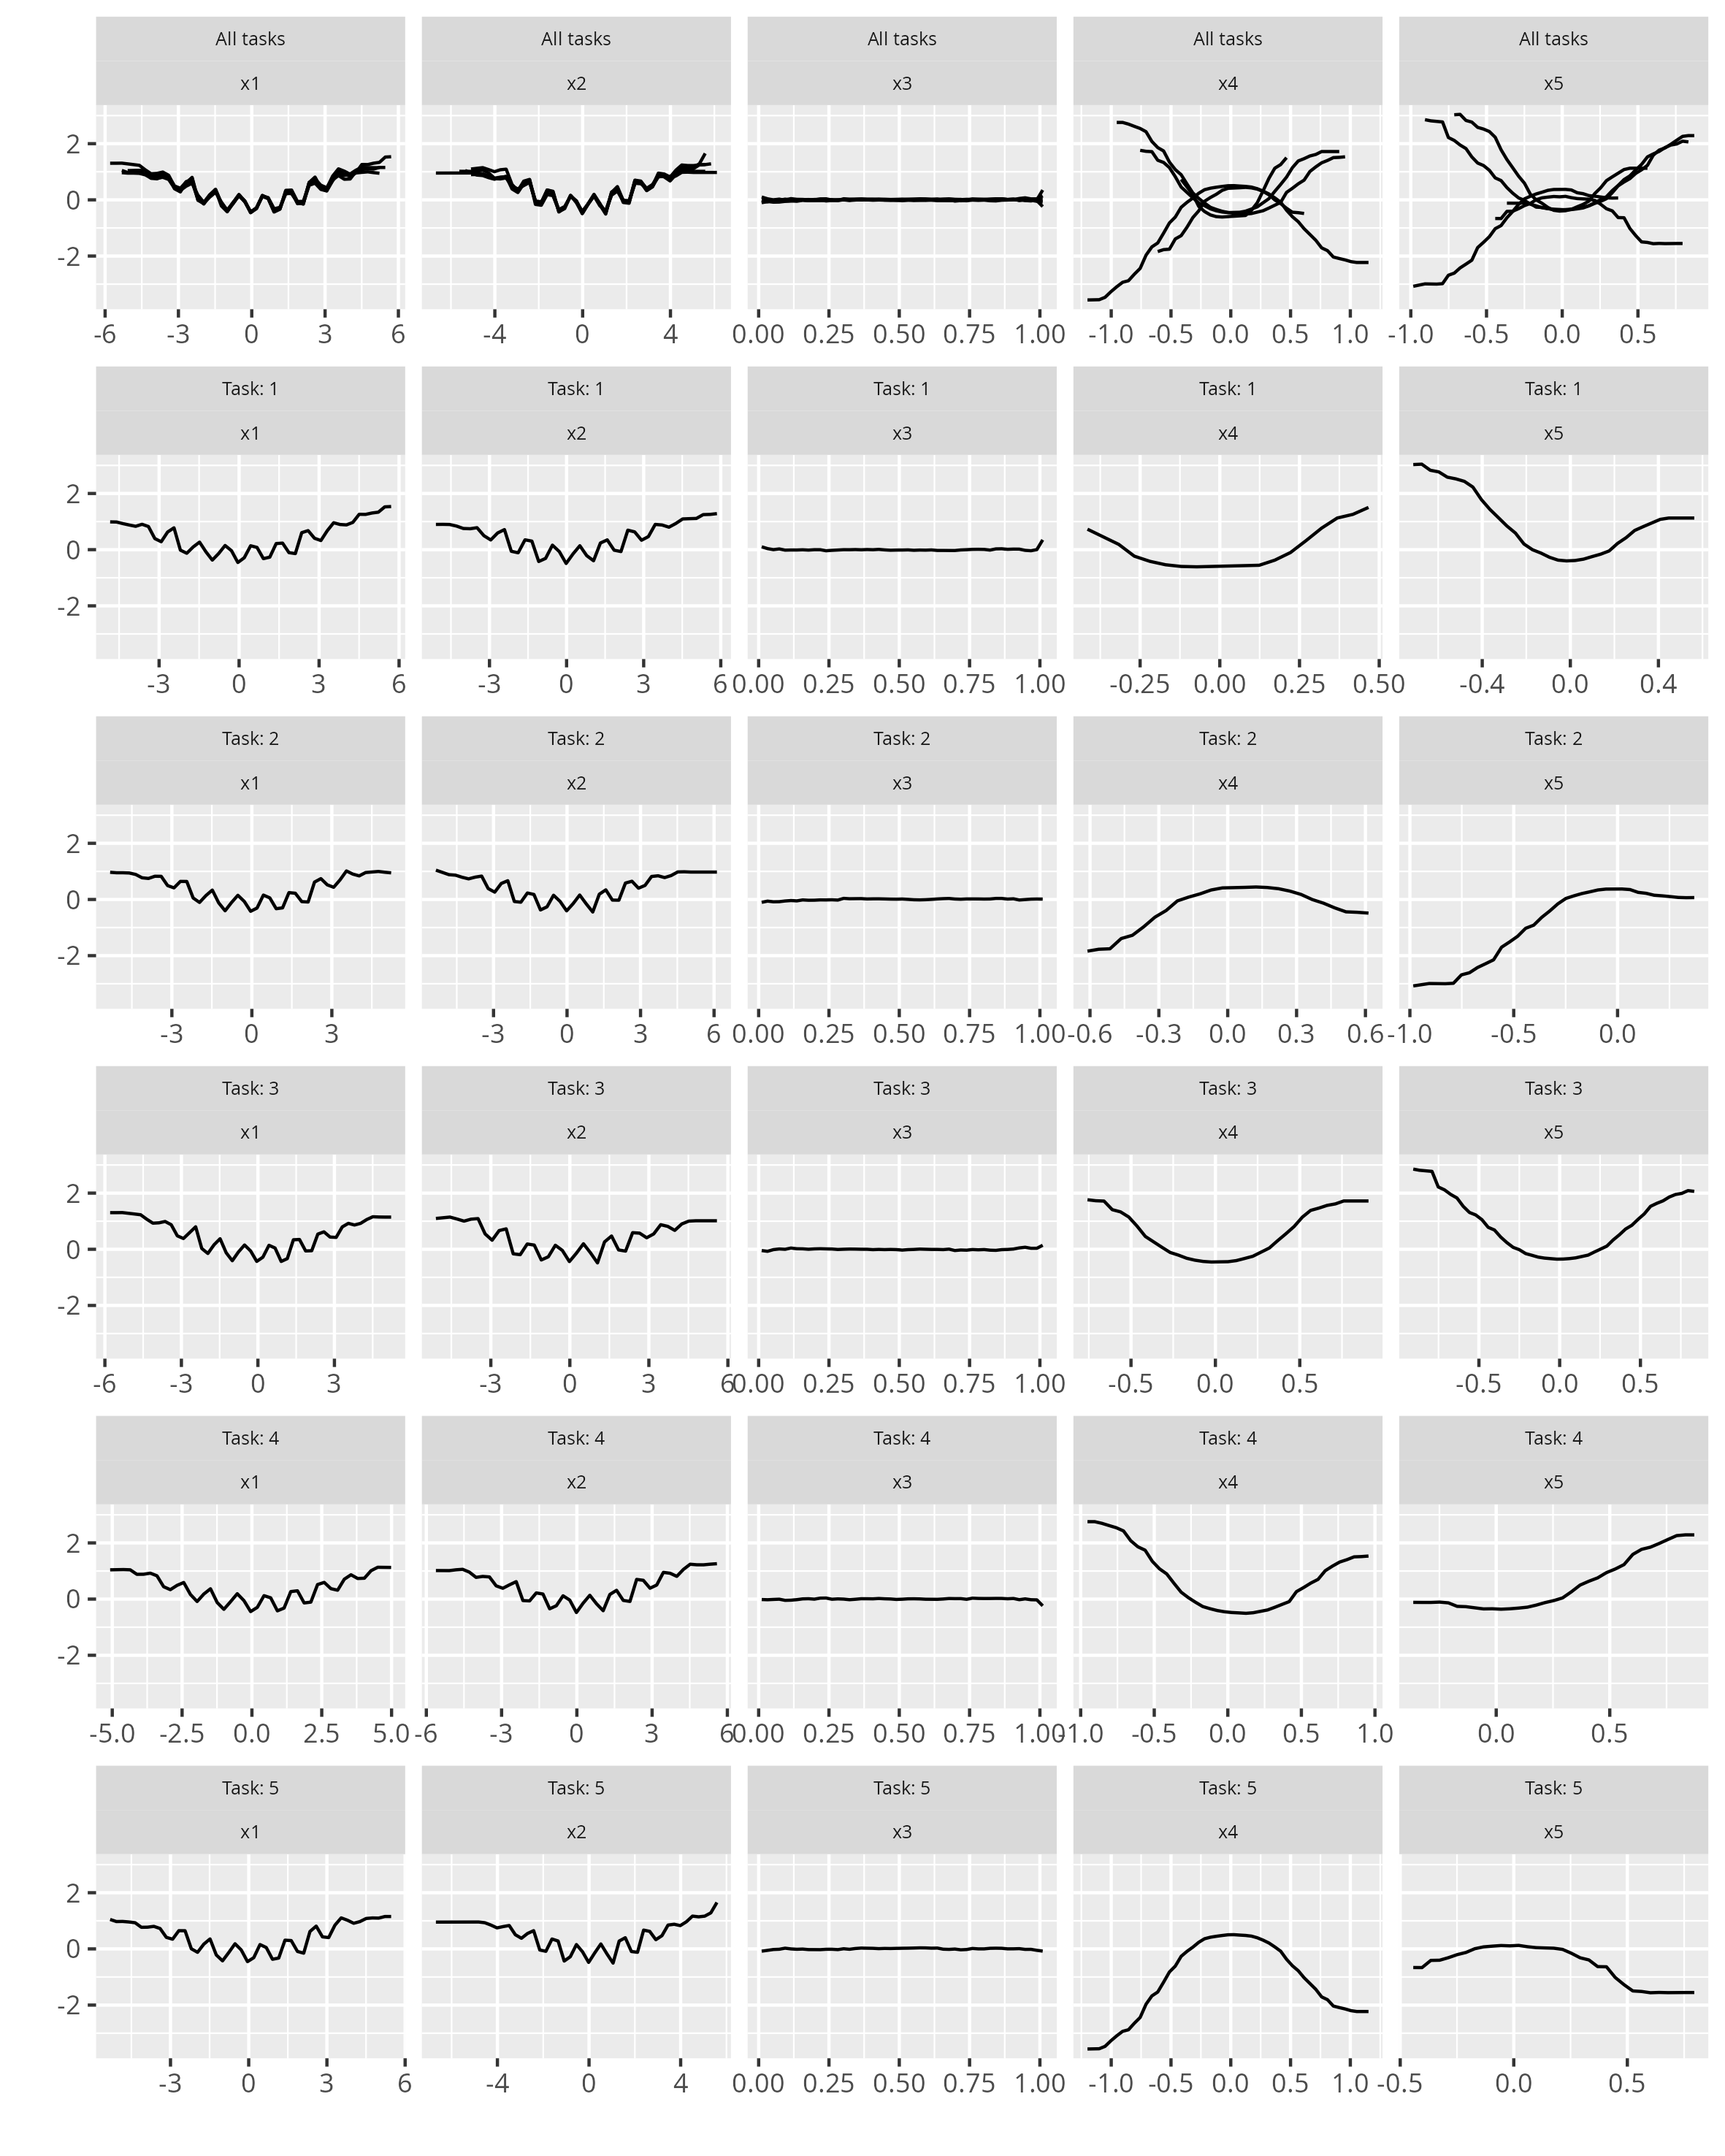 All tasks All tasks All tasks All tasks All tasks
x1 x2 x3 x4 x5
2
0
-2
-6 -3 0 3 6 -4 0 4 0.00 0.25 0.50 0.75 1.00 -1.0 -0.5 0.0 0.5 1.0 -1.0 -0.5 0.0 0.5
Task: 1 Task: 1 Task: 1 Task: 1 Task: 1
x1 x2 x3 x4 x5
2
0
-2
-3 0 3 6 -3 0 3 6 0.00 0.25 0.50 0.75 1.00 -0.25 0.00 0.25 0.50 -0.4 0.0 0.4
Task: 2 Task: 2 Task: 2 Task: 2 Task: 2
x1 x2 x3 x4 x5
2
0
-2
-3 0 3 -3 0 3 6 0.00 0.25 0.50 0.75 1.00 -0.6 -0.3 0.0 0.3 0.6 -1.0 -0.5 0.0
Task: 3 Task: 3 Task: 3 Task: 3 Task: 3
x1 x2 x3 x4 x5
2
0
-2
-6 -3 0 3 -3 0 3 6 0.00 0.25 0.50 0.75 1.00 -0.5 0.0 0.5 -0.5 0.0 0.5
Task: 4 Task: 4 Task: 4 Task: 4 Task: 4
x1 x2 x3 x4 x5
2
0
-2
-5.0 -2.5 0.0 2.5 5.0 -6 -3 0 3 6 0.00 0.25 0.50 0.75 1.00 -1.0 -0.5 0.0 0.5 1.0 0.0 0.5
Task: 5 Task: 5 Task: 5 Task: 5 Task: 5
x1 x2 x3 x4 x5
2
0
-2
-3 0 3 6 -4 0 4 0.00 0.25 0.50 0.75 1.00 -1.0 -0.5 0.0 0.5 1.0 -0.5 0.0 0.5